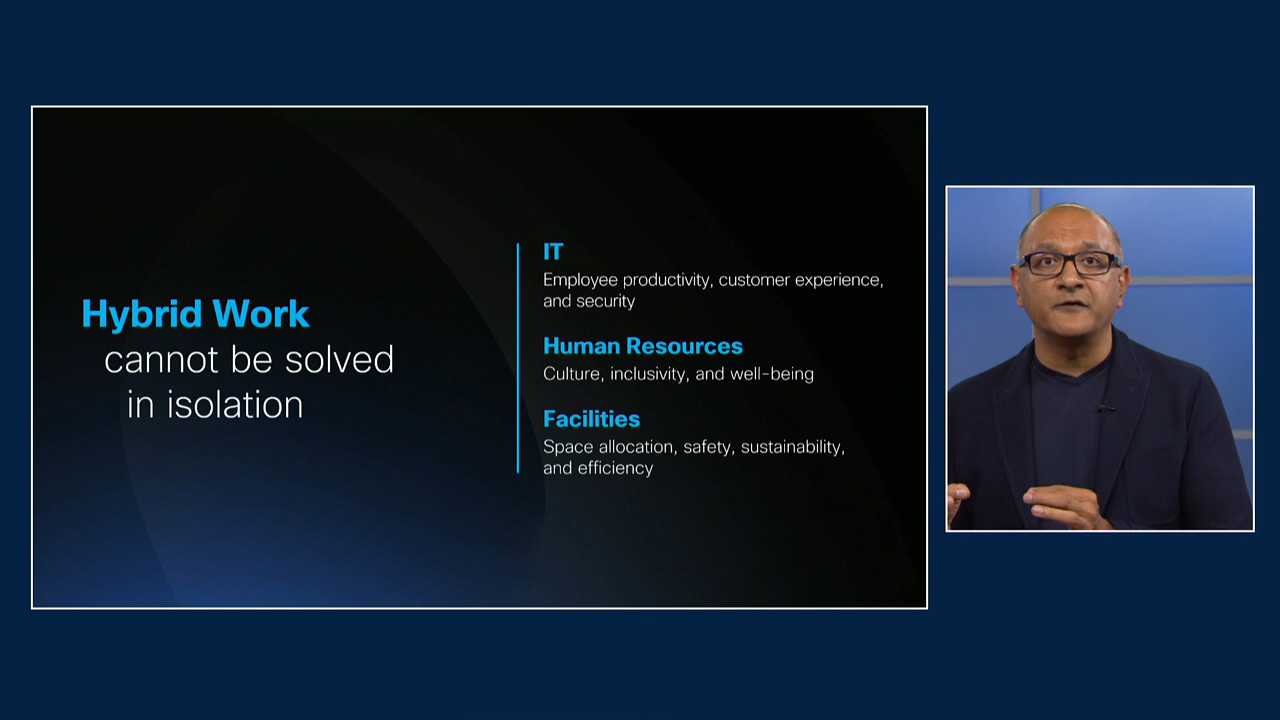 Hybrid Work
cannot be solved
in isolation
IT
Employee productivity, customer experience,
and security
Human Resources
Culture, inclusivity, and well-being
Facilities
Space allocation, safety, sustainability,
and efficiency